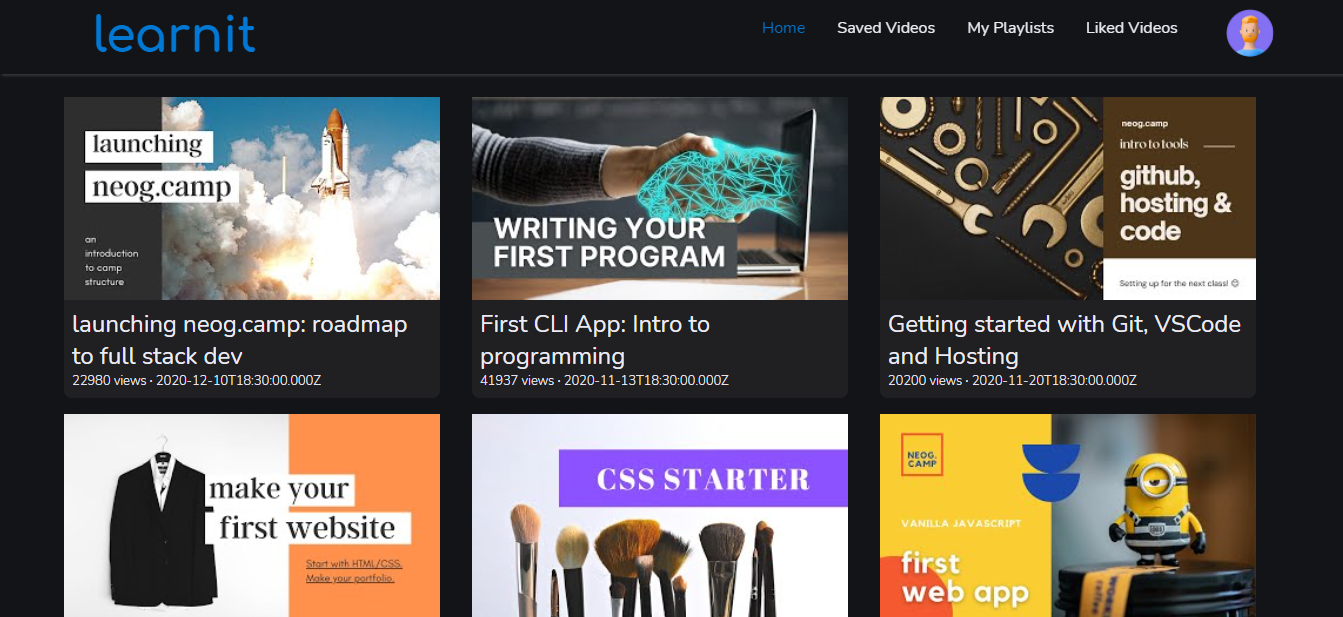 learnit
Home
Saved Videos
My Playlists
Liked Videos
launching
neog.camp
an
introduction
to camp
structure
launching neog.camp: roadmap
to full stack dev
22980 views · 2020-12-10T18:30:00.000Z
WRITING YOUR
FIRST PROGRAM
First CLI App: Intro to
programming
41937 views · 2020-11-13T18:30:00.000Z
neog.camp
intro to tools
github,
hosting &
code
Setting up for the next class! 😊
Getting started with Git, VSCode
and Hosting
20200 views · 2020-11-20T18:30:00.000Z
make your
first website
Start with HTML/CSS.
Make your portfolio.
CSS STARTER
NEOG.
CAMP
VANILLA JAVASCRIPT
first
web app